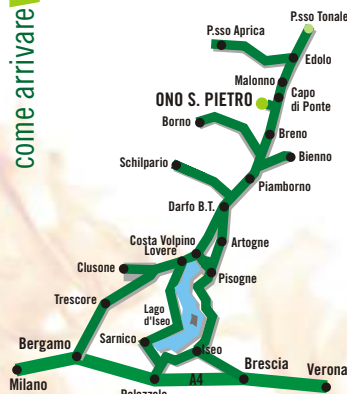 come arrivare
P.sso Tonale
P.sso Aprica
Edolo
Malonno
ONO S. PIETRO
Capo
di Ponte
Borno
Breno
Bienno
Schilpario
Piamborno
Darfo B.T.
Costa Volpino
Lovere
Artogne
Clusone
Pisogne
Trescore
Lago
d'Iseo
Sarnico
Iseo
Bergamo
Brescia
Verona
A4
Milano